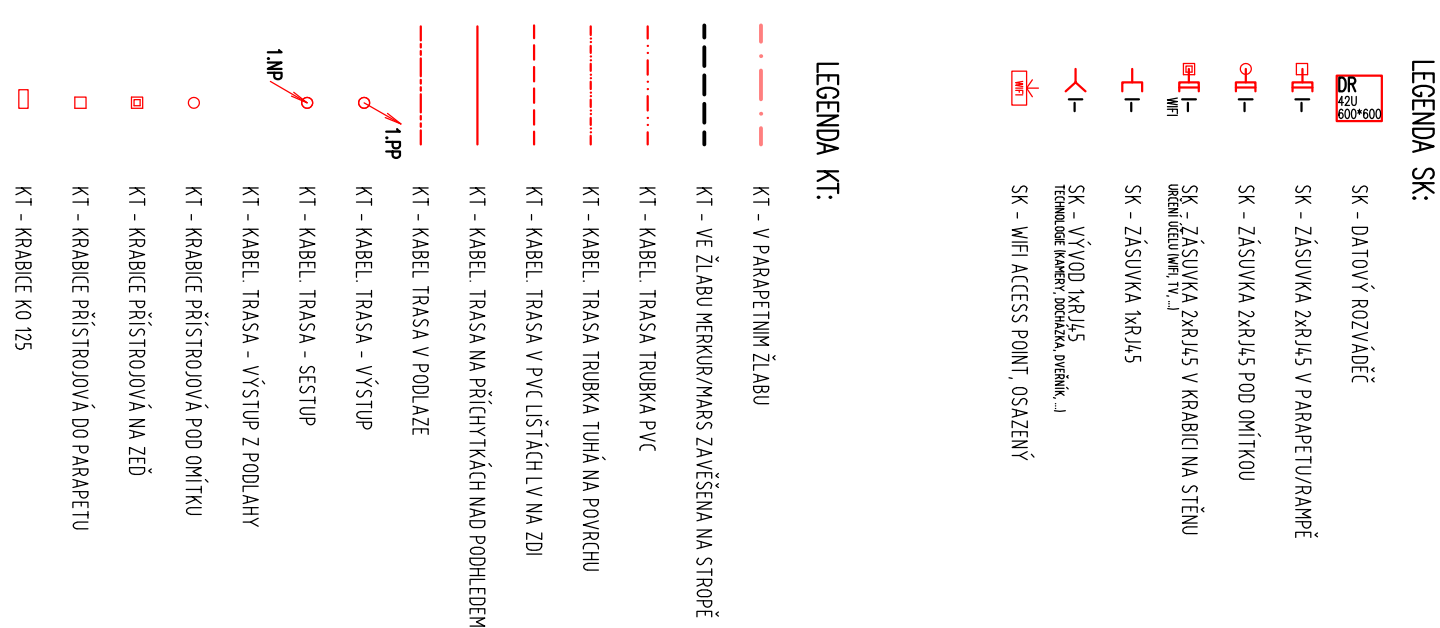 LEGENDA SK:
DR
42U
600*600
SK - DATOVÝ ROZVÁDĚČ
SK - ZÁSUVKA 2xRJ45 V PARAPETU/RAMPĚ
SK - ZÁSUVKA 2xRJ45 POD OMÍTKOU
WIFI
SK - ZÁSUVKA 2xRJ45 V KRABICI NA STĚNU
URČENÍ ÚČELU (WIFI, TV, ...)
SK - ZÁSUVKA 1xRJ45
SK - VÝVOD 1xRJ45
TECHNOLOGIE (KAMERY, DOCHÁZKA, DVEŘNÍK, ...)
WIFI
SK - WIFI ACCESS POINT, OSAZENÝ
LEGENDA KT:
KT - V PARAPETNIM ŽLABU
KT - VE ŽLABU MERKUR/MARS ZAVĚŠENA NA STROPĚ
KT - KABEL. TRASA TRUBKA PVC
KT - KABEL. TRASA TRUBKA TUHÁ NA POVRCHU
KT - KABEL. TRASA V PVC LIŠTÁCH LV NA ZDI
KT - KABEL. TRASA NA PŘÍCHYTKÁCH NAD PODHLEDEM
KT - KABEL TRASA V PODLAZE
1.PP
KT - KABEL. TRASA - VÝSTUP
1.NP
KT - KABEL. TRASA - SESTUP
KT - KABEL. TRASA - VÝSTUP Z PODLAHY
KT - KRABICE PŘÍSTROJOVÁ POD OMÍTKU
KT - KRABICE PŘÍSTROJOVÁ NA ZEĎ
KT - KRABICE PŘÍSTROJOVÁ DO PARAPETU
KT - KRABICE KO 125